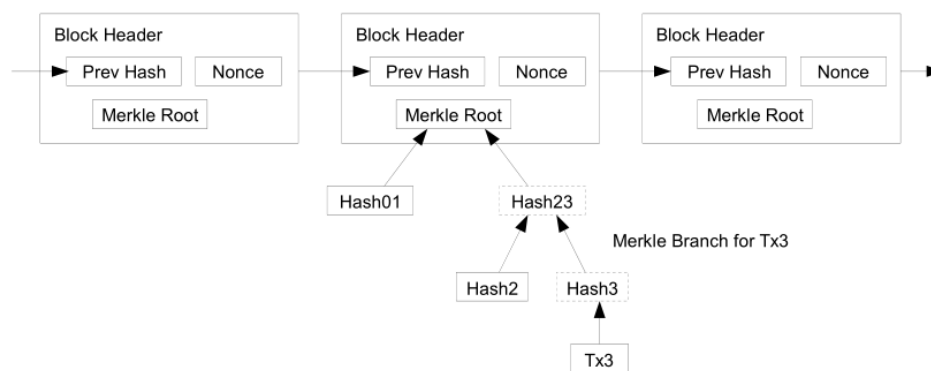 Block Header
Block Header
Block Header
Prev Hash
Nonce
Prev Hash
Nonce
Prev Hash
Nonce
Merkle Root
Merkle Root
Merkle Root
Hash01
Hash23
Merkle Branch for Tx3
Hash2
Hash3
Tx3